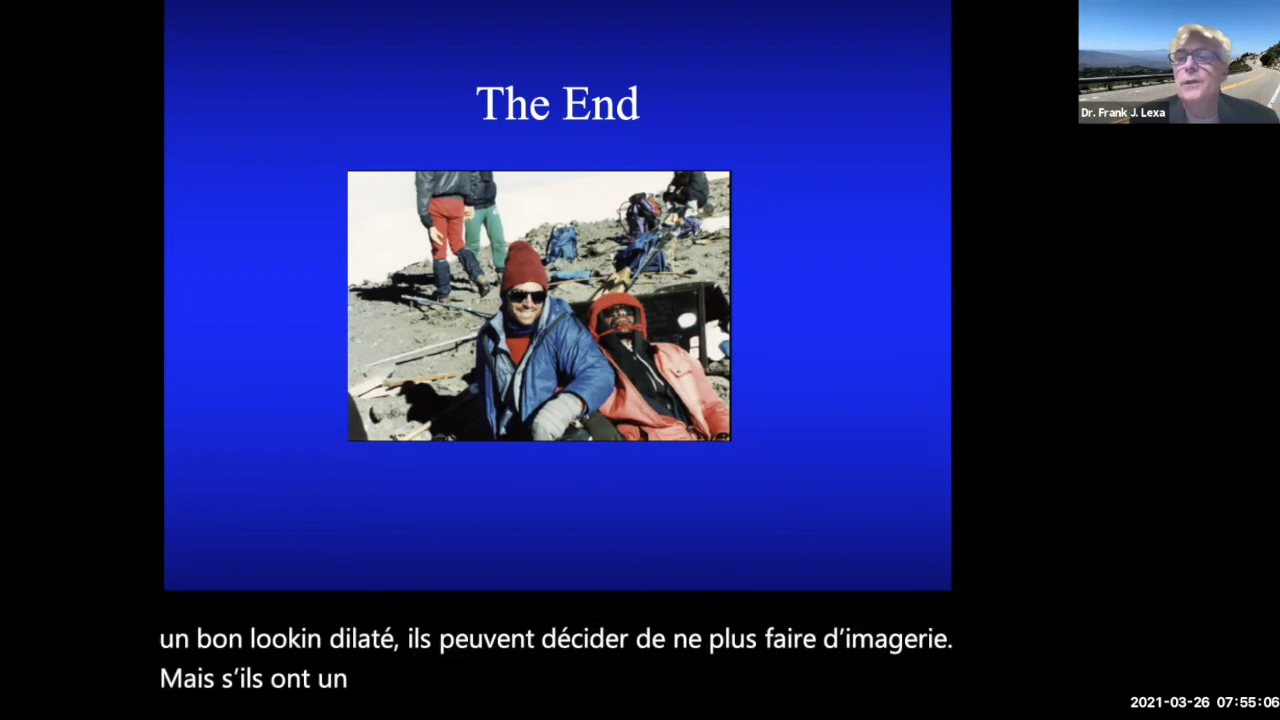 The End
Dr. Frank J. Lexa
un bon lookin dilaté, ils peuvent décider de ne plus faire d’imagerie.
Mais s’ils ont un
2021-03-26 07:55:06